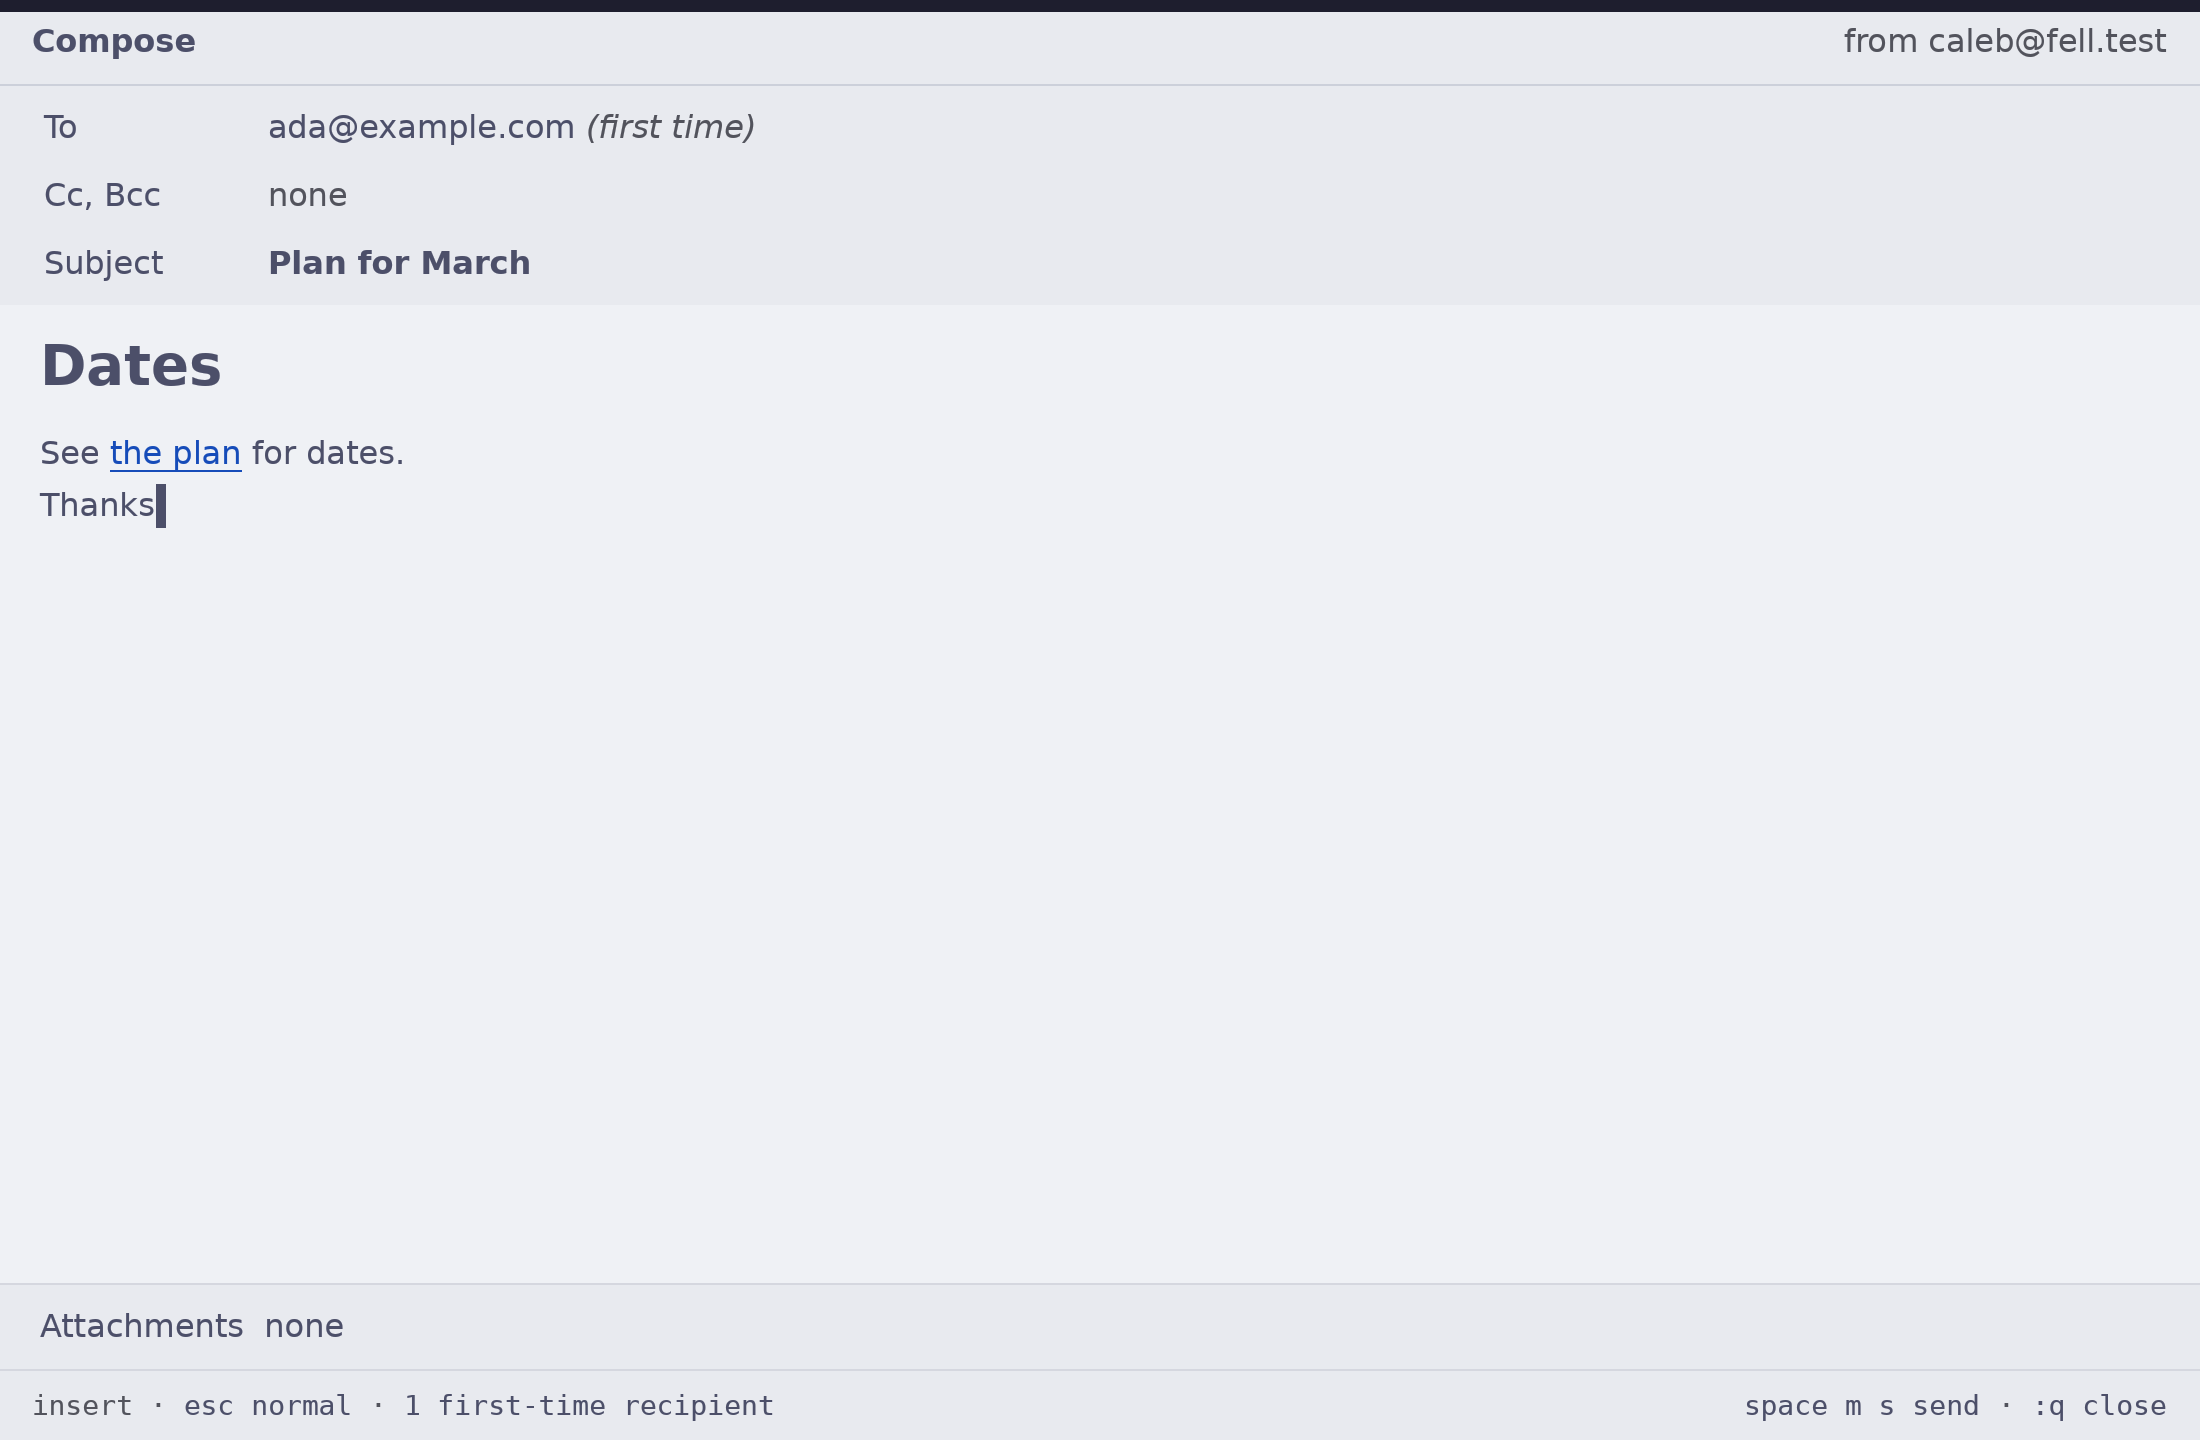 Compose from caleb@fell.test
To ada@example.com (first time)
Cc, Bcc none
Subject Plan for March
Dates
See the plan for dates.
Thanks
Attachments none
insert · esc normal · 1 first-time recipient space m s send · :q close